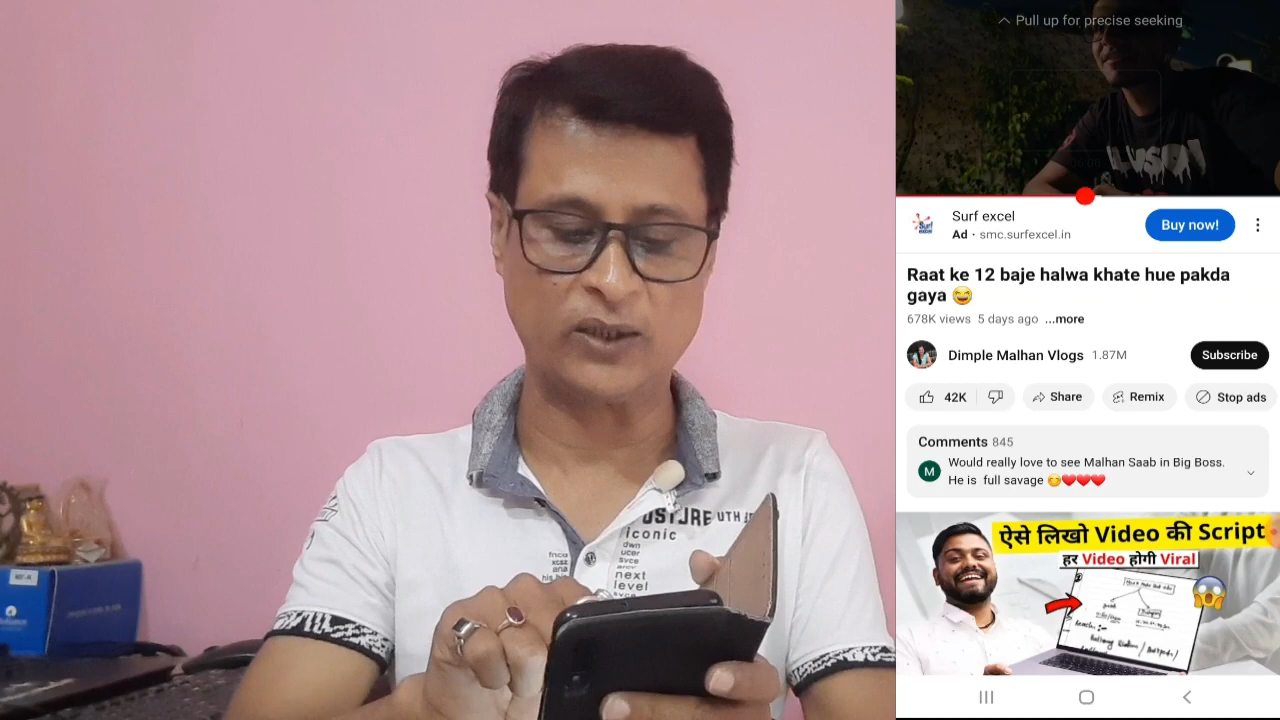 Pull up for precise seeking
Surf excel
Ad · smc.surfexcel.in
Buy now!
Raat ke 12 baje halwa khate hue pakda
gaya 😂
678K views 5 days ago ...more
Dimple Malhan Vlogs 1.87M
Subscribe
42K
Share
Remix
Stop ads
Comments 845
M
Would really love to see Malhan Saab in Big Boss.
He is full savage 😊❤️❤️❤️
ऐसे लिखो Video की Script
हर Video होगी Viral
iconic
dwn
ucer
svce
next
level